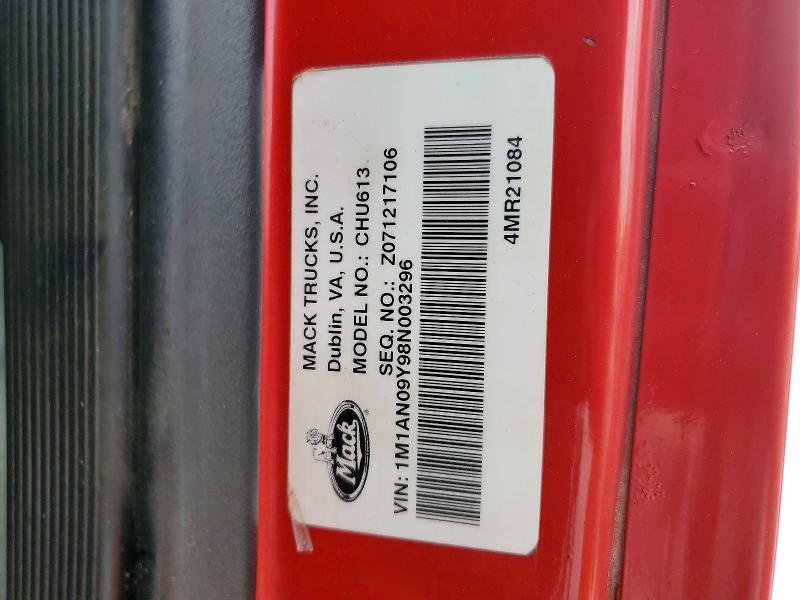 MACK TRUCKS, INC.
Dublin, VA, U.S.A.
MODEL NO.: CHU613
SEQ. NO.: Z071217106
Mack
®
VIN: 1M1AN09Y98N003296
4MR21084